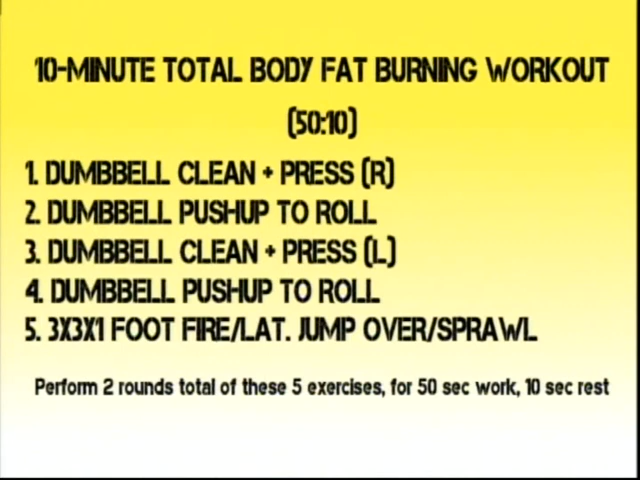 10-MINUTE TOTAL BODY FAT BURNING WORKOUT
(50:10)
1. DUMBBELL CLEAN + PRESS (R)
2. DUMBBELL PUSHUP TO ROLL
3. DUMBBELL CLEAN + PRESS (L)
4. DUMBBELL PUSHUP TO ROLL
5. 3X3X1 FOOT FIRE/LAT. JUMP OVER/SPRAWL
Perform 2 rounds total of these 5 exercises, for 50 sec work, 10 sec rest